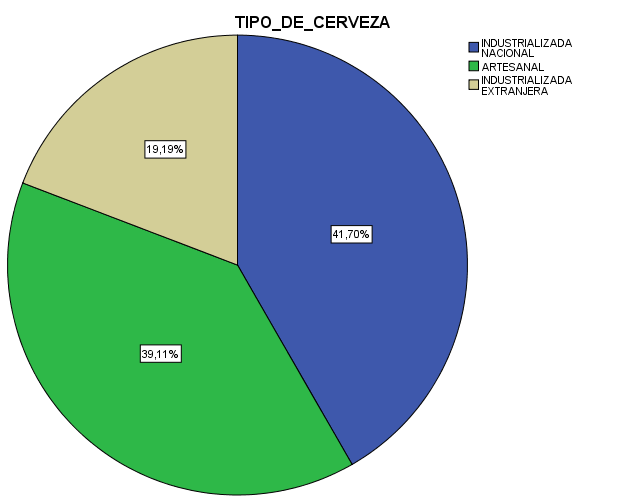 TIPO_DE_CERVEZA
INDUSTRIALIZADA
NACIONAL
ARTESANAL
INDUSTRIALIZADA
EXTRANJERA
19,19%
41,70%
39,11%